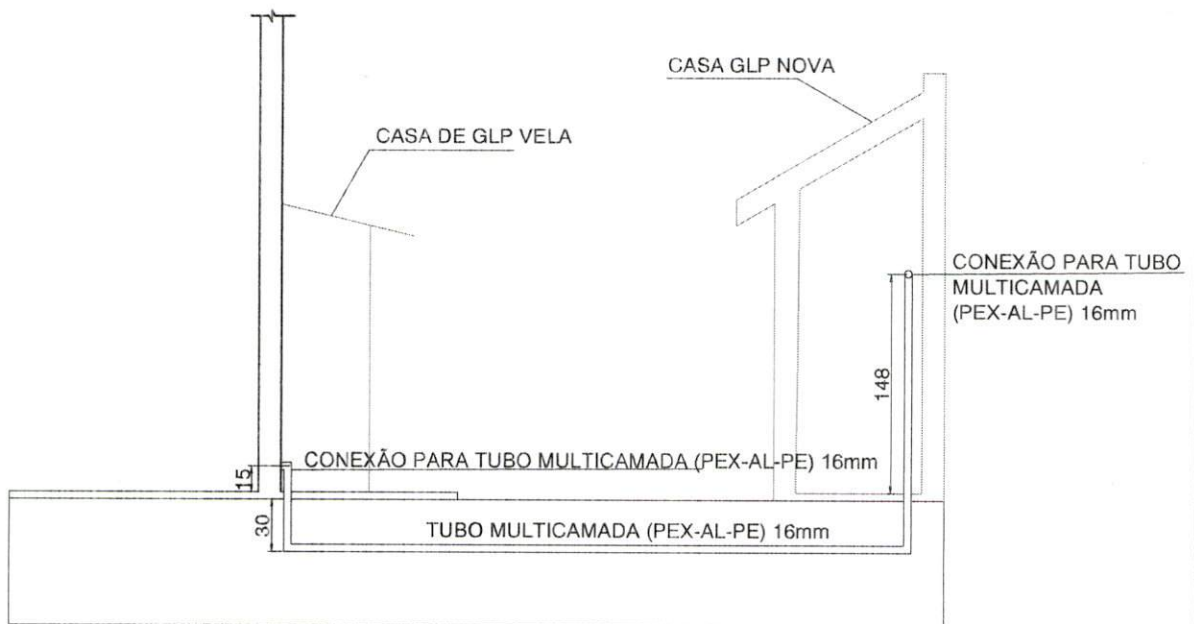 CASA GLP NOVA
CASA DE GLP VELA
CONEXÃO PARA TUBO
MULTICAMADA
(PEX-AL-PE) 16mm
148
CONEXÃO PARA TUBO MULTICAMADA (PEX-AL-PE) 16mm
15
30
TUBO MULTICAMADA (PEX-AL-PE) 16mm